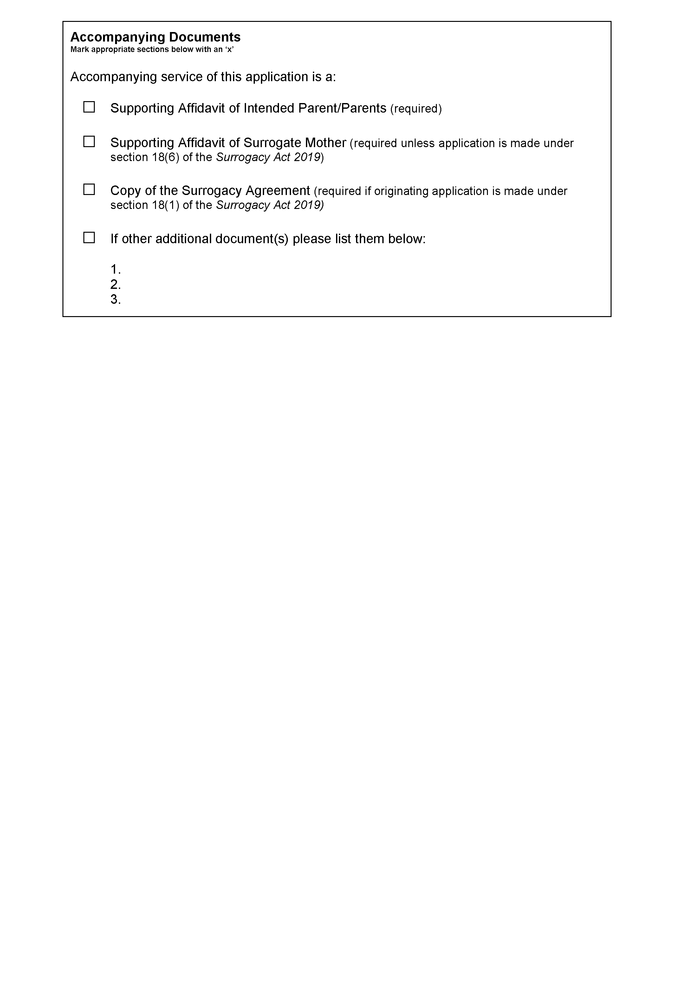 Accompanying Documents
Mark appropriate sections below with an ‘x’
Accompanying service of this application is a:
Supporting Affidavit of Intended Parent/Parents (required)
Supporting Affidavit of Surrogate Mother (required unless application is made under
section 18(6) of the Surrogacy Act 2019)
Copy of the Surrogacy Agreement (required if originating application is made under
section 18(1) of the Surrogacy Act 2019)
If other additional document(s) please list them below:
1.
2.
3.